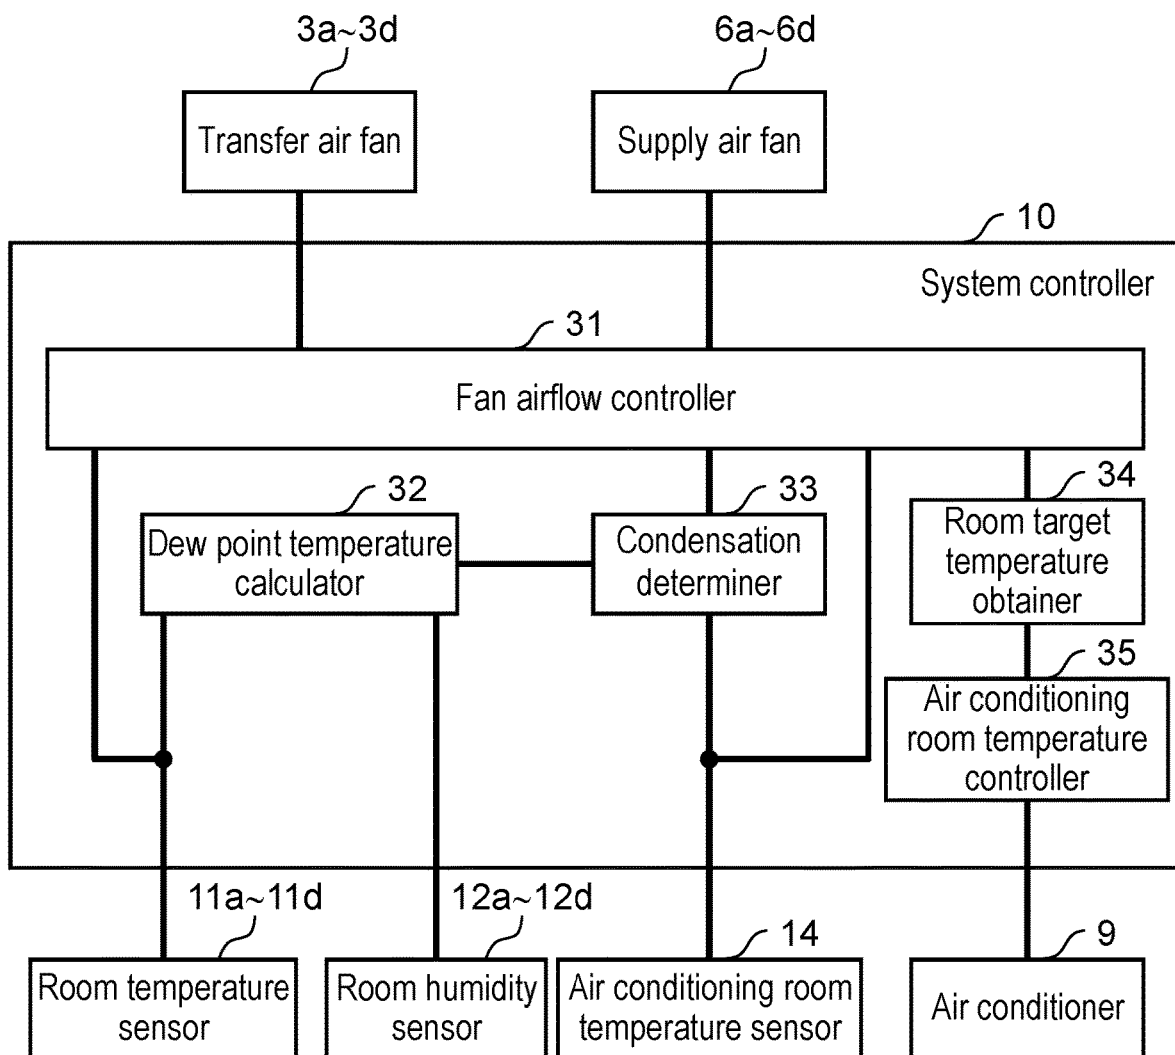 3a~3d
6a~6d
Transfer air fan
Supply air fan
10
System controller
31
Fan airflow controller
32
33
34
Dew point temperature
calculator
Condensation
determiner
Room target
temperature
obtainer
35
Air conditioning
room temperature
controller
11a~11d
12a~12d
14
9
Room temperature
sensor
Room humidity
sensor
Air conditioning room
temperature sensor
Air conditioner